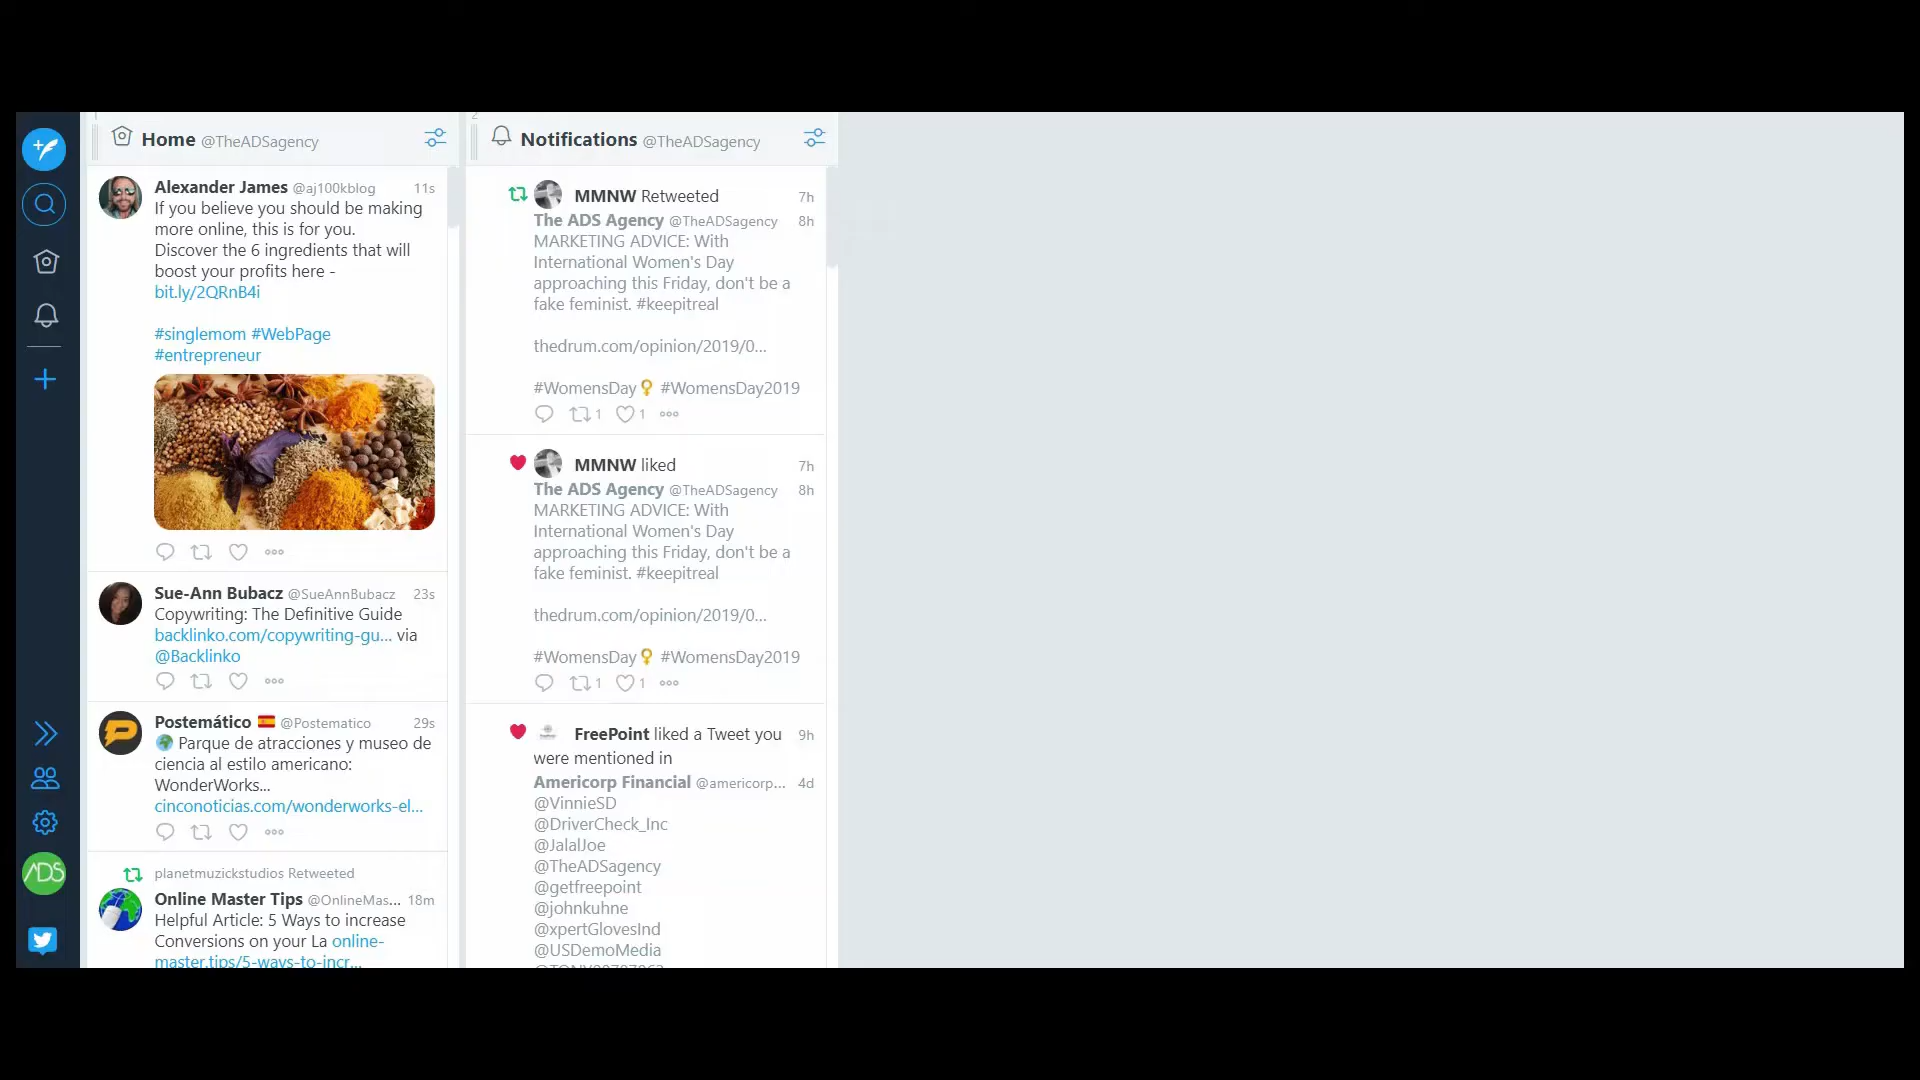 1
Home @TheADSagency
Alexander James @aj100kblog 11s
If you believe you should be making
more online, this is for you.
Discover the 6 ingredients that will
boost your profits here -
bit.ly/2QRnB4i
#singlemom #WebPage
#entrepreneur
Sue-Ann Bubacz @SueAnnBubacz 23s
Copywriting: The Definitive Guide
backlinko.com/copywriting-gu... via
@Backlinko
Postemático @Postematico 29s
Parque de atracciones y museo de
ciencia al estilo americano:
WonderWorks...
cinconoticias.com/wonderworks-el...
planetmuzickstudios Retweeted
Online Master Tips @OnlineMas... 18m
Helpful Article: 5 Ways to increase
Conversions on your La online-
master.tips/5-ways-to-incr...
ADS
2
Notifications @TheADSagency
MMNW Retweeted 7h
The ADS Agency @TheADSagency 8h
MARKETING ADVICE: With
International Women's Day
approaching this Friday, don't be a
fake feminist. #keepitreal
thedrum.com/opinion/2019/0...
#WomensDay #WomensDay2019
1 1
MMNW liked 7h
The ADS Agency @TheADSagency 8h
MARKETING ADVICE: With
International Women's Day
approaching this Friday, don't be a
fake feminist. #keepitreal
thedrum.com/opinion/2019/0...
#WomensDay #WomensDay2019
1 1
FreePoint liked a Tweet you 9h
were mentioned in
Americorp Financial @americorp... 4d
@VinnieSD
@DriverCheck_Inc
@JalalJoe
@TheADSagency
@getfreepoint
@johnkuhne
@xpertGlovesInd
@USDemoMedia